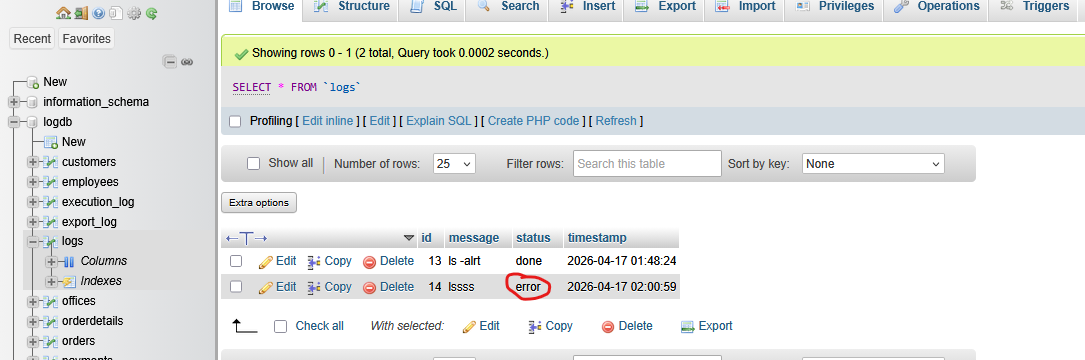 Browse Structure SQL Search Insert Export Import Privileges Operations Triggers
Recent Favorites
Showing rows 0 - 1 (2 total, Query took 0.0002 seconds.)
SELECT * FROM `logs`
Profiling [ Edit inline ] [ Edit ] [ Explain SQL ] [ Create PHP code ] [ Refresh ]
Show all Number of rows: 25 Filter rows: Search this table Sort by key: None
Extra options
id message status timestamp
Edit Copy Delete 13 ls -alrt done 2026-04-17 01:48:24
Edit Copy Delete 14 lssss error 2026-04-17 02:00:59
Check all With selected: Edit Copy Delete Export
New
information_schema
logdb
New
customers
employees
execution_log
export_log
logs
Columns
Indexes
offices
orderdetails
orders
payments